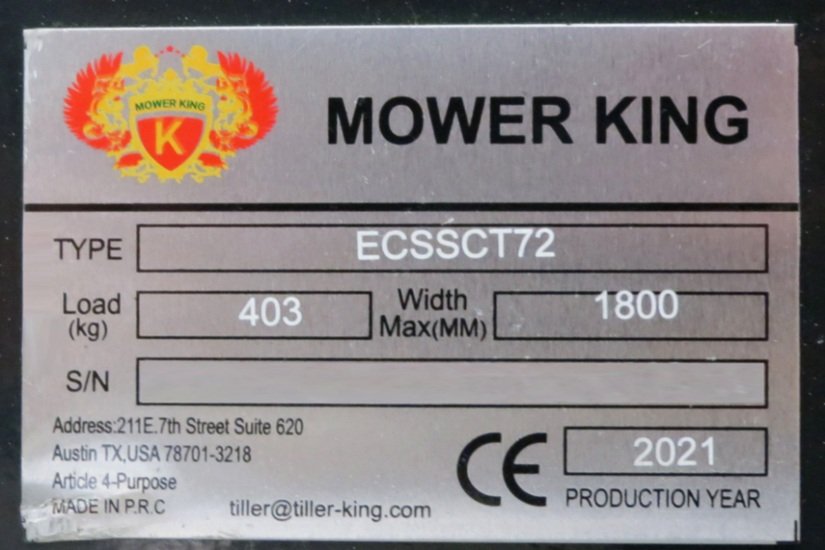 MOWER KING
K
MOWER KING
TYPE ECSSCT72
Load (kg) 403 Width Max(MM) 1800
S/N
Address:211E.7th Street Suite 620
Austin TX,USA 78701-3218
Article 4-Purpose
MADE IN P.R.C
tiller@tiller-king.com
CE 2021
PRODUCTION YEAR